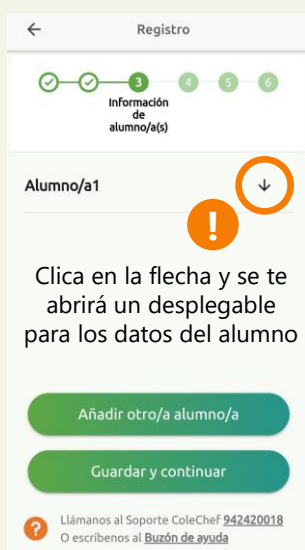 Registro
3 4 5 6
Información
de
alumno/a(s)
Alumno/a1
!
Clica en la flecha y se te
abrirá un desplegable
para los datos del alumno
Añadir otro/a alumno/a
Guardar y continuar
? Llámanos al Soporte ColeChef 942420018
O escríbenos al Buzón de ayuda